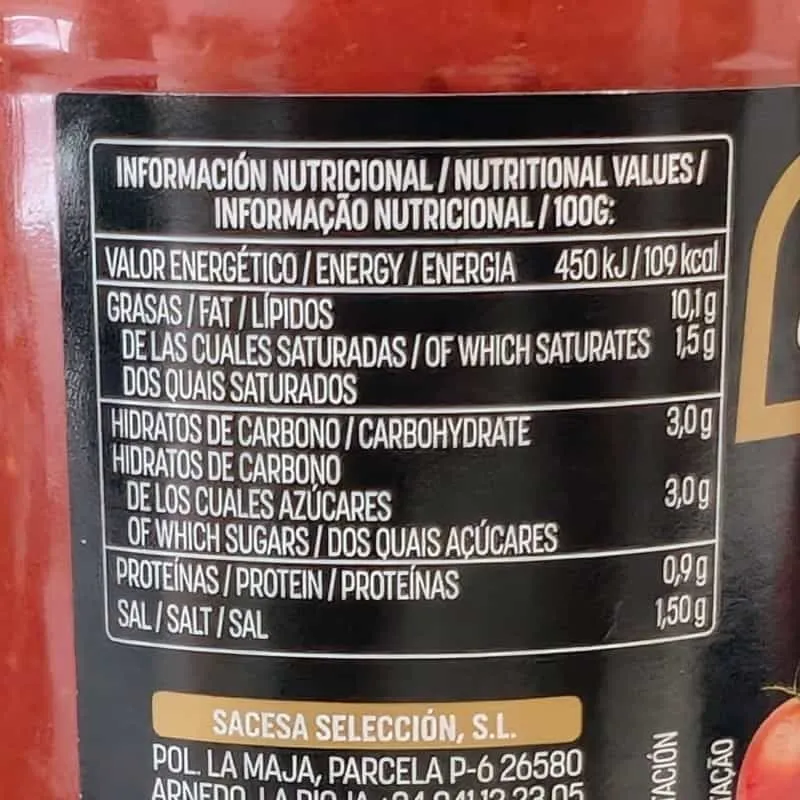 INFORMACIÓN NUTRICIONAL / NUTRITIONAL VALUES /
INFORMAÇÃO NUTRICIONAL / 100G:
VALOR ENERGÉTICO / ENERGY / ENERGIA 450 kJ / 109 kcal
GRASAS / FAT / LÍPIDOS 10,1 g
DE LAS CUALES SATURADAS / OF WHICH SATURATES 1,5 g
DOS QUAIS SATURADOS
HIDRATOS DE CARBONO / CARBOHYDRATE 3,0 g
HIDRATOS DE CARBONO
DE LOS CUALES AZÚCARES 3,0 g
OF WHICH SUGARS / DOS QUAIS AÇÚCARES
PROTEÍNAS / PROTEIN / PROTEÍNAS 0,9 g
SAL / SALT / SAL 1,50 g
SACESA SELECCIÓN, S.L.
POL. LA MAJA, PARCELA P-6 26580
ARNEDO LA RIOJA